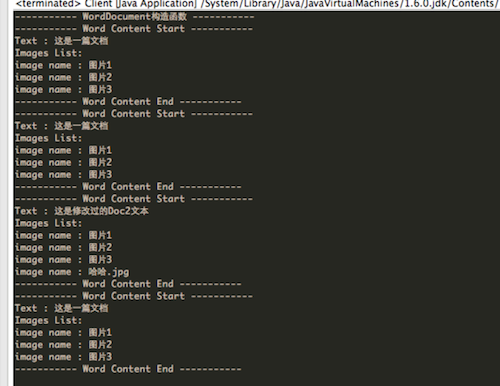 <terminated> Client [Java Application] /System/Library/Java/JavaVirtualMachines/1.6.0.jdk/Contents/
----------- WordDocument构造函数 -----------
----------- Word Content Start -----------
Text : 这是一篇文档
Images List:
image name : 图片1
image name : 图片2
image name : 图片3
----------- Word Content End -----------
----------- Word Content Start -----------
Text : 这是一篇文档
Images List:
image name : 图片1
image name : 图片2
image name : 图片3
----------- Word Content End -----------
----------- Word Content Start -----------
Text : 这是修改过的Doc2文本
Images List:
image name : 图片1
image name : 图片2
image name : 图片3
image name : 哈哈.jpg
----------- Word Content End -----------
----------- Word Content Start -----------
Text : 这是一篇文档
Images List:
image name : 图片1
image name : 图片2
image name : 图片3
----------- Word Content End -----------